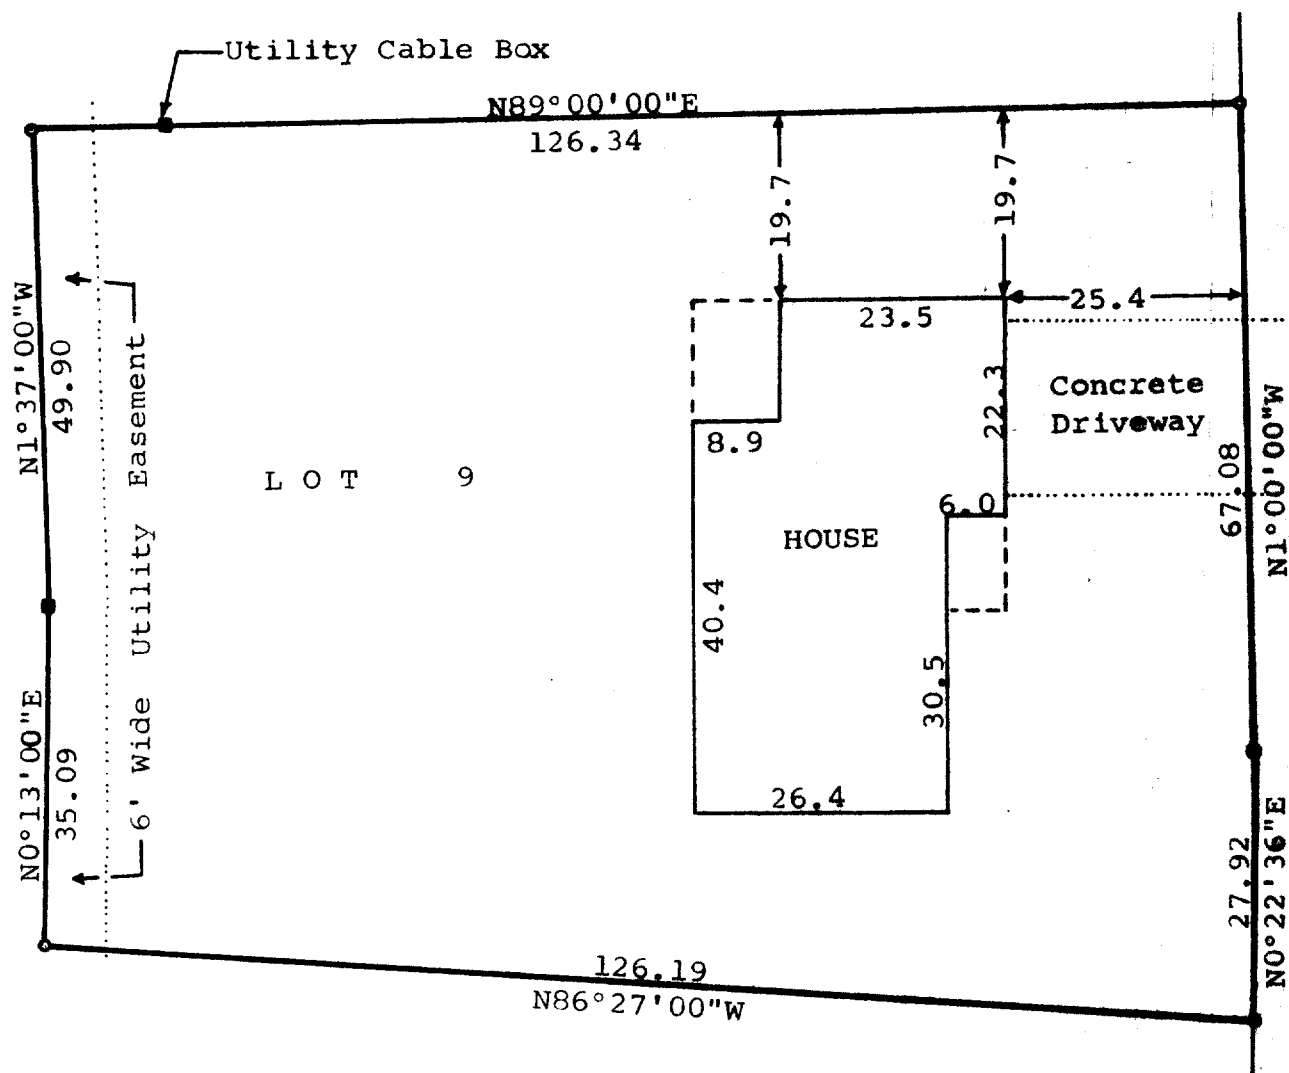 Utility Cable Box
N89°00'00"E
126.34
19.7
19.7
25.4
23.5
N1°37'00"W
49.90
6' Wide Utility Easement
22.3
Concrete
Driveway
8.9
LOT 9
6.0
HOUSE
67.08
N1°00'00"W
40.4
30.5
N0°13'00"E
35.09
26.4
27.92
N0°22'36"E
126.19
N86°27'00"W